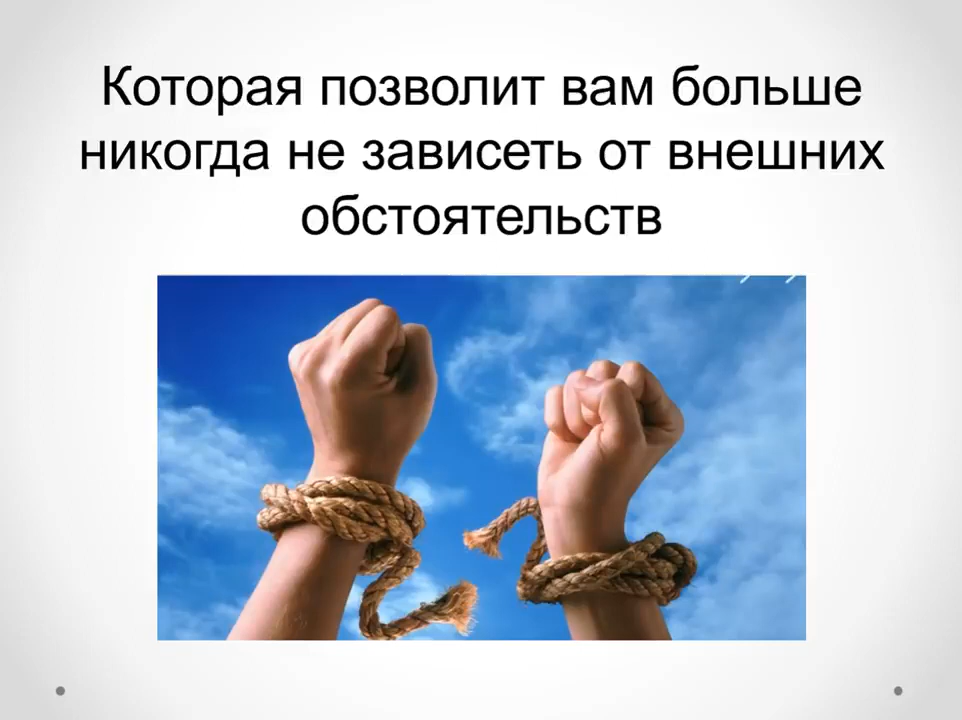 Которая позволит вам больше
никогда не зависеть от внешних
обстоятельств